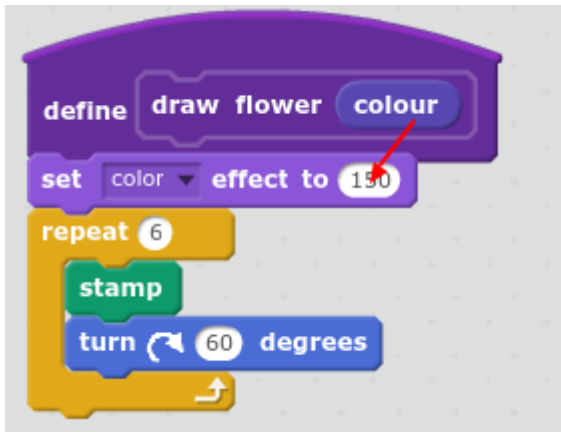 define draw flower colour
set color effect to 150
repeat 6
stamp
turn 60 degrees